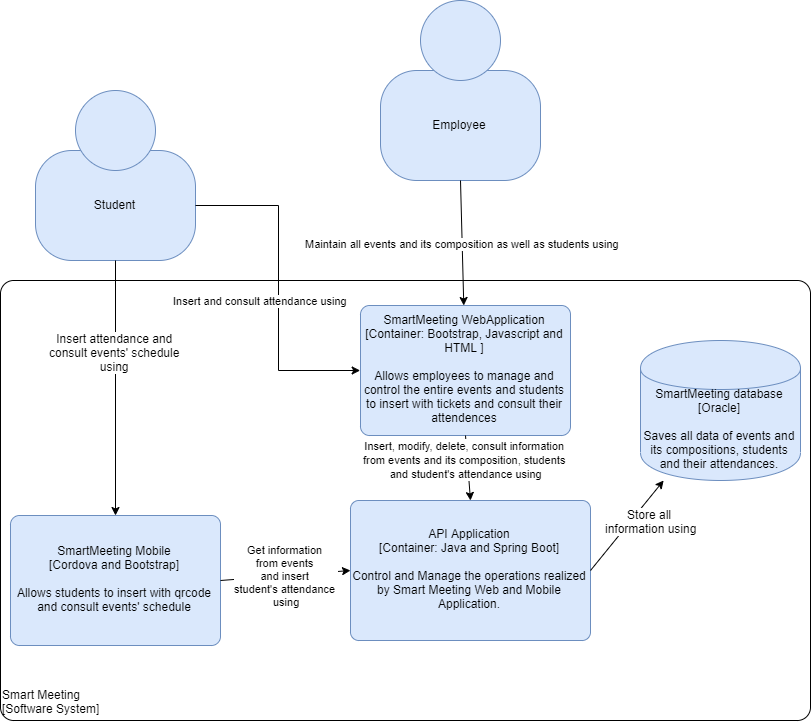 Employee
Student
Maintain all events and its composition as well as students using
Insert and consult attendance using
Insert attendance and
consult events' schedule
using
SmartMeeting WebApplication
[Container: Bootstrap, Javascript and
HTML ]
Allows employees to manage and
control the entire events and students
to insert with tickets and consult their
attendences
SmartMeeting database
[Oracle]
Saves all data of events and
its compositions, students
and their attendances.
Insert, modify, delete, consult information
from events and its composition, students
and student's attendance using
Store all
information using
SmartMeeting Mobile
[Cordova and Bootstrap]
Allows students to insert with qrcode
and consult events' schedule
Get information
from events
and insert
student's attendance
using
API Application
[Container: Java and Spring Boot]
Control and Manage the operations realized
by Smart Meeting Web and Mobile
Application.
Smart Meeting
[Software System]